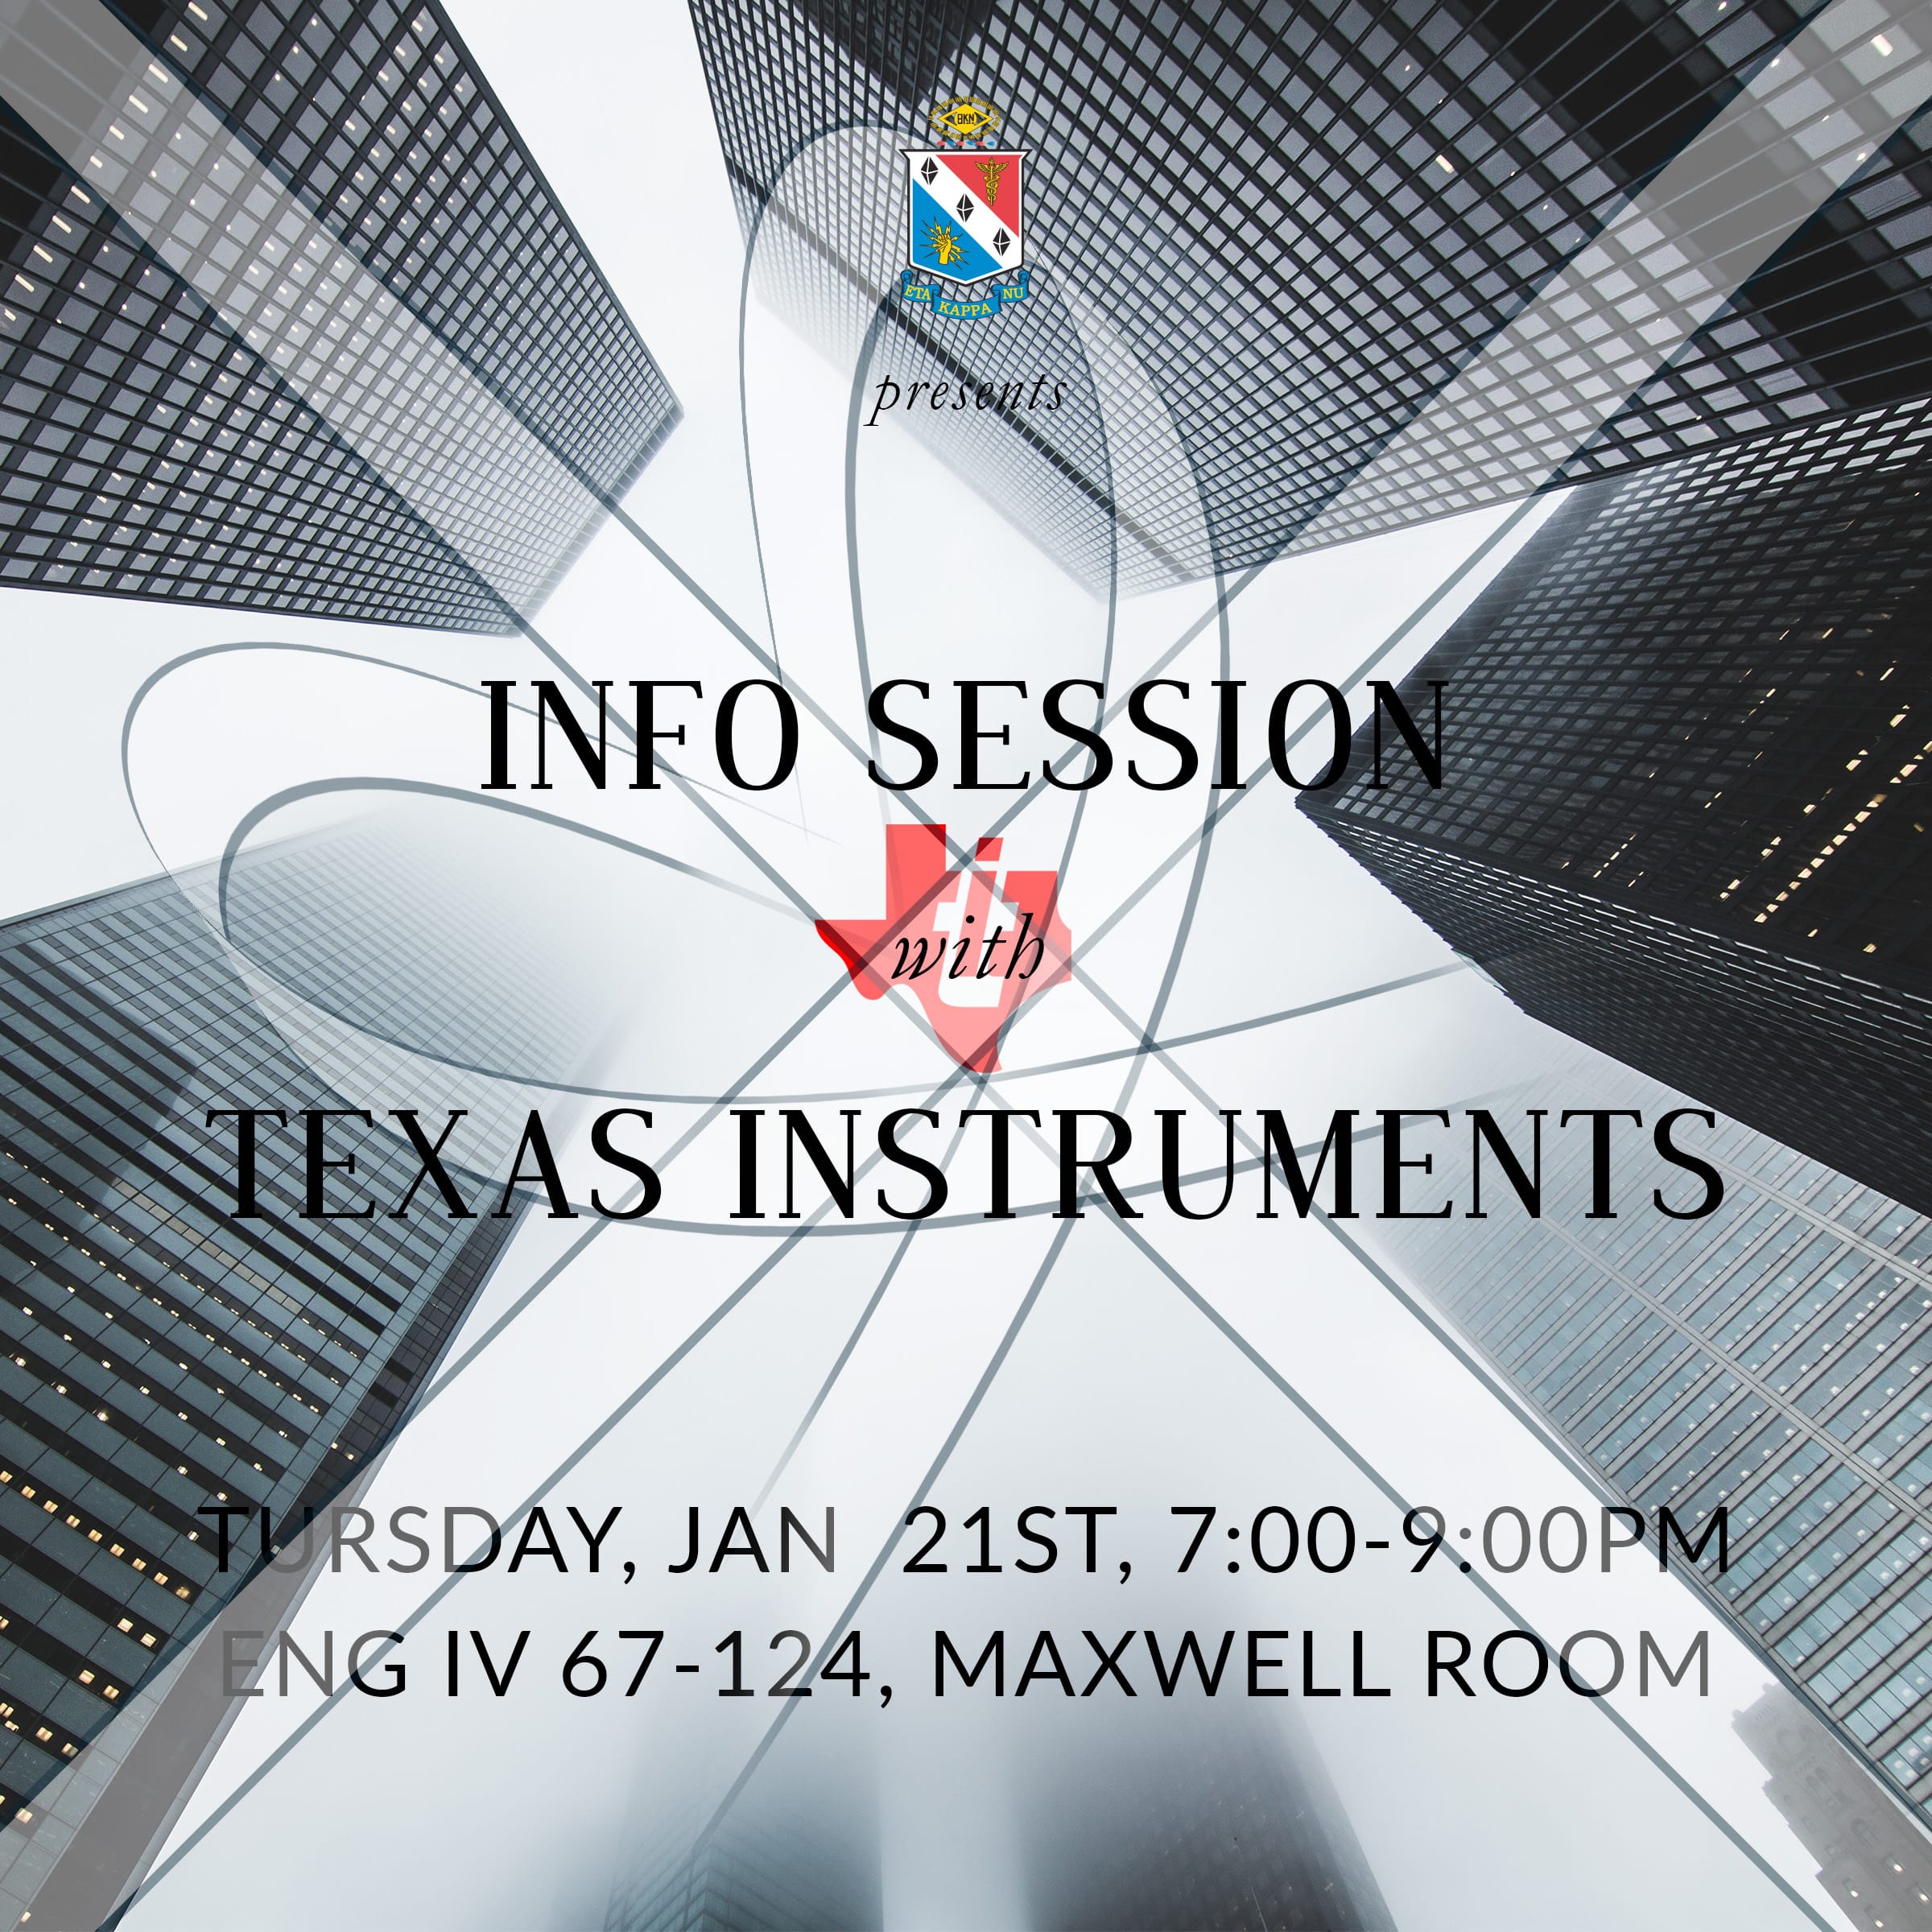 ΒΚΝ
ETA KAPPA NU
presents
INFO SESSION
with
TEXAS INSTRUMENTS
TURSDAY, JAN 21ST, 7:00-9:00PM
ENG IV 67-124, MAXWELL ROOM